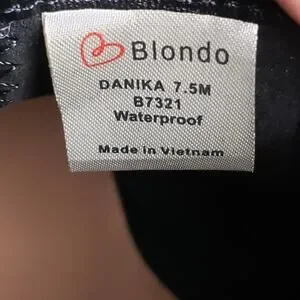 Blondo
DANIKA 7.5M
B7321
Waterproof
Made in Vietnam